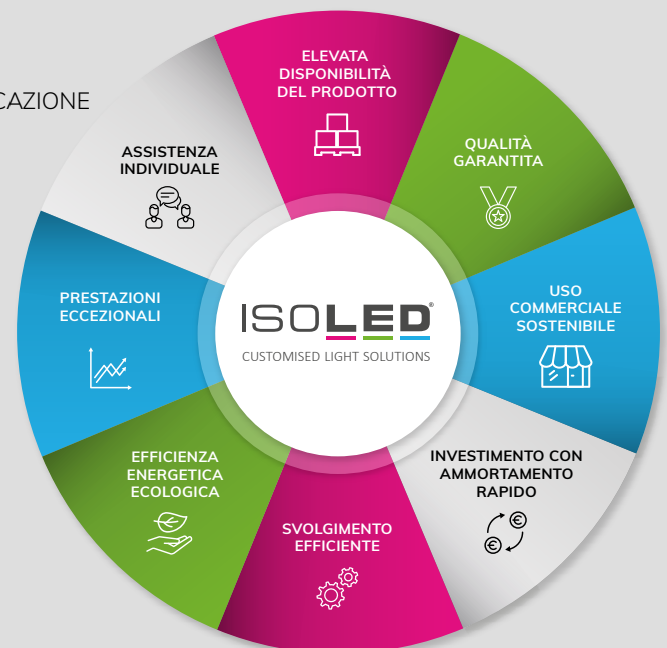 CAZIONE
ELEVATA
DISPONIBILITÀ
DEL PRODOTTO
QUALITÀ
GARANTITA
USO
COMMERCIALE
SOSTENIBILE
INVESTIMENTO CON
AMMORTAMENTO
RAPIDO
SVOLGIMENTO
EFFICIENTE
EFFICIENZA
ENERGETICA
ECOLOGICA
PRESTAZIONI
ECCEZIONALI
ASSISTENZA
INDIVIDUALE
ISOLED®
CUSTOMISED LIGHT SOLUTIONS